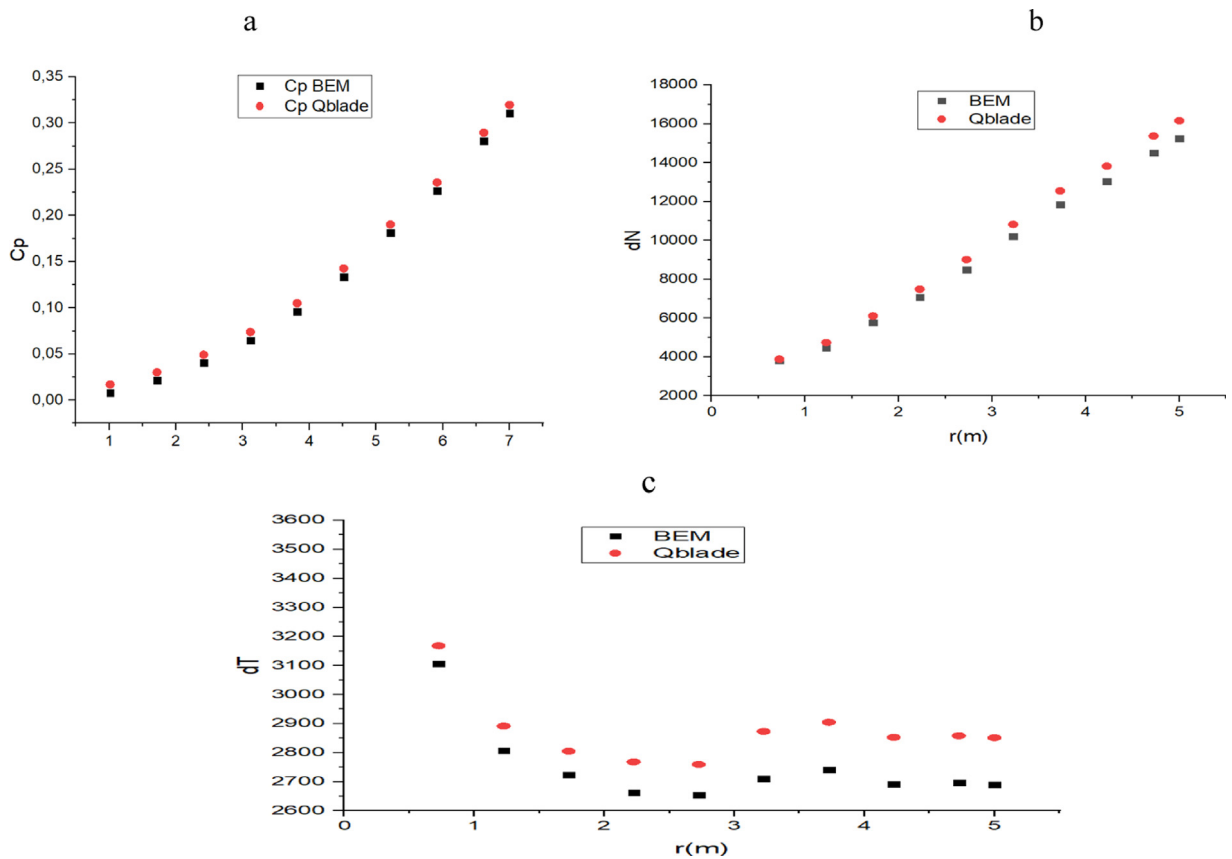 a
0,35
0,30
0,25
0,20
0,15
0,10
0,05
0,00
Cp
Cp BEM
Cp Qblade
1 2 3 4 5 6 7
b
18000
16000
14000
12000
10000
8000
6000
4000
2000
dN
BEM
Qblade
0 1 2 3 4 5
r(m)
c
3600
3500
3400
3300
3200
3100
3000
2900
2800
2700
2600
dT
BEM
Qblade
0 1 2 3 4 5
r(m)